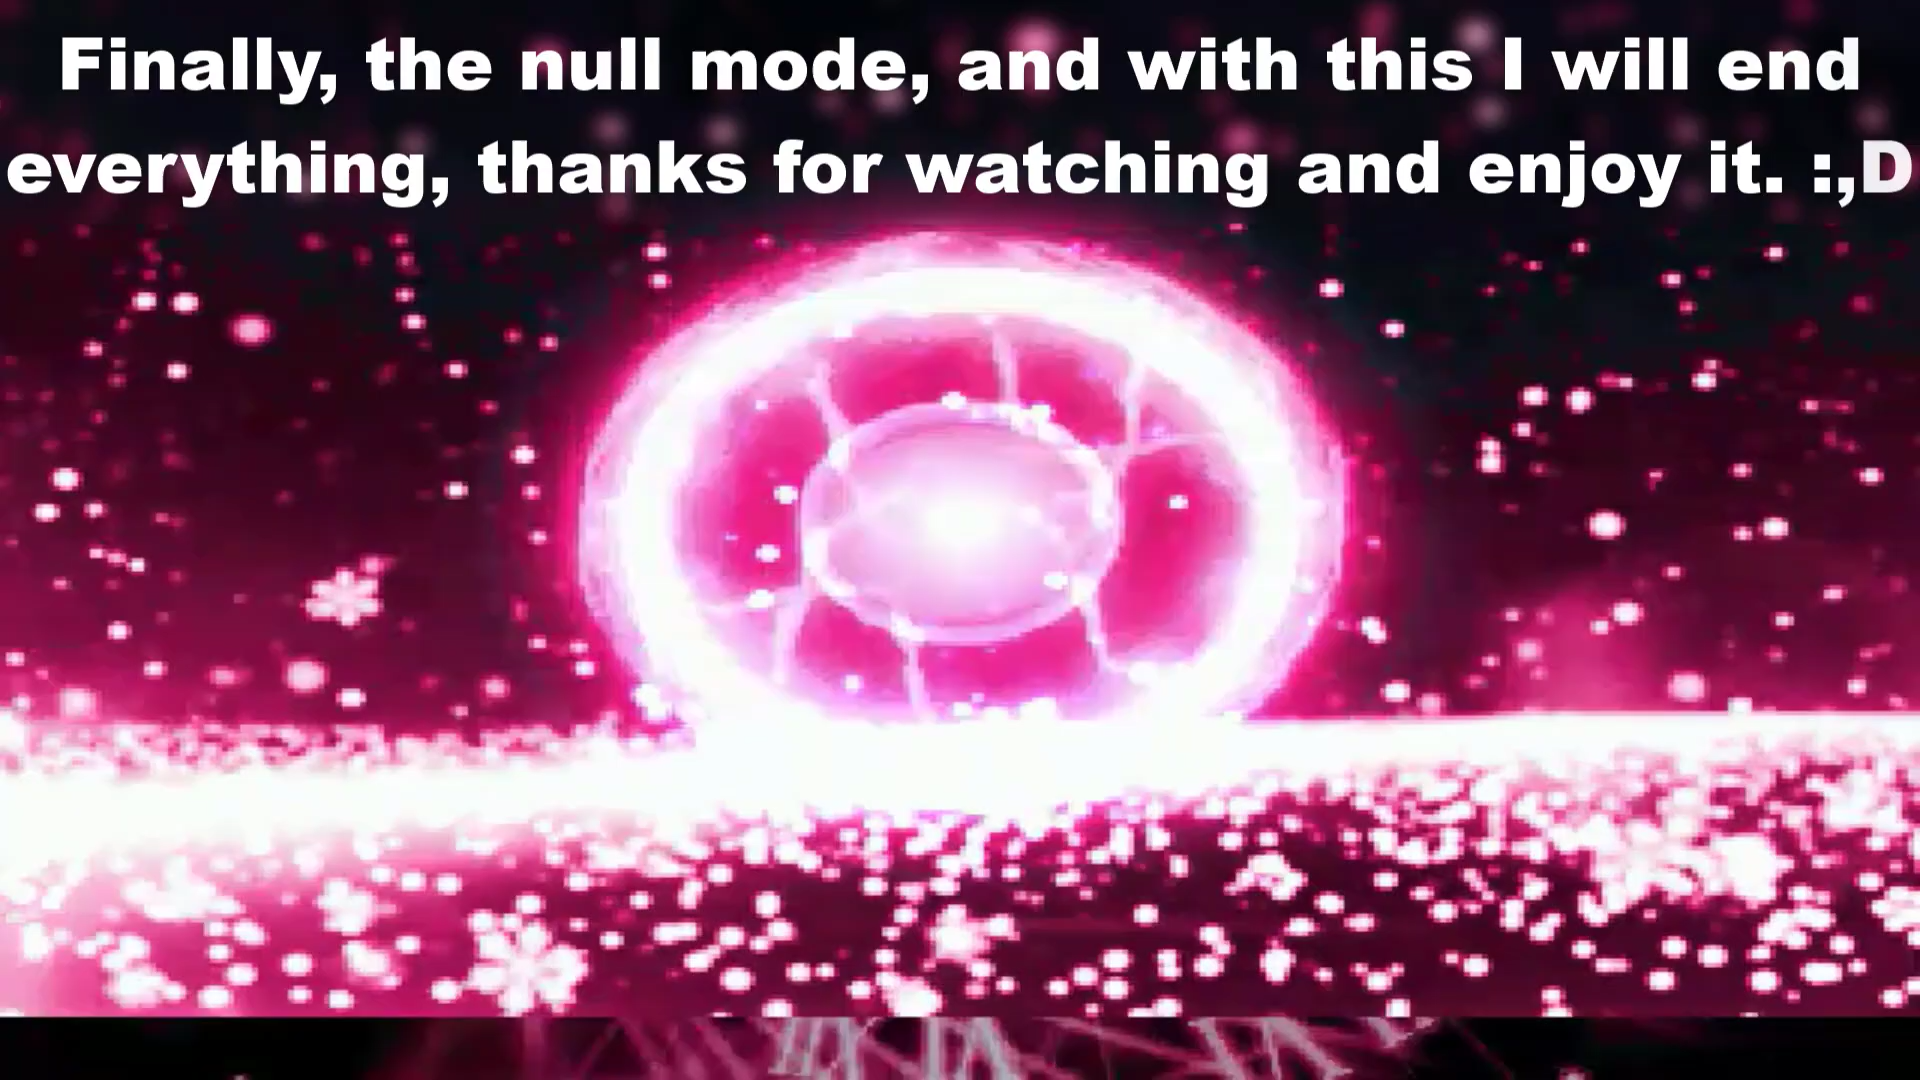 Finally, the null mode, and with this I will end
everything, thanks for watching and enjoy it. :,D